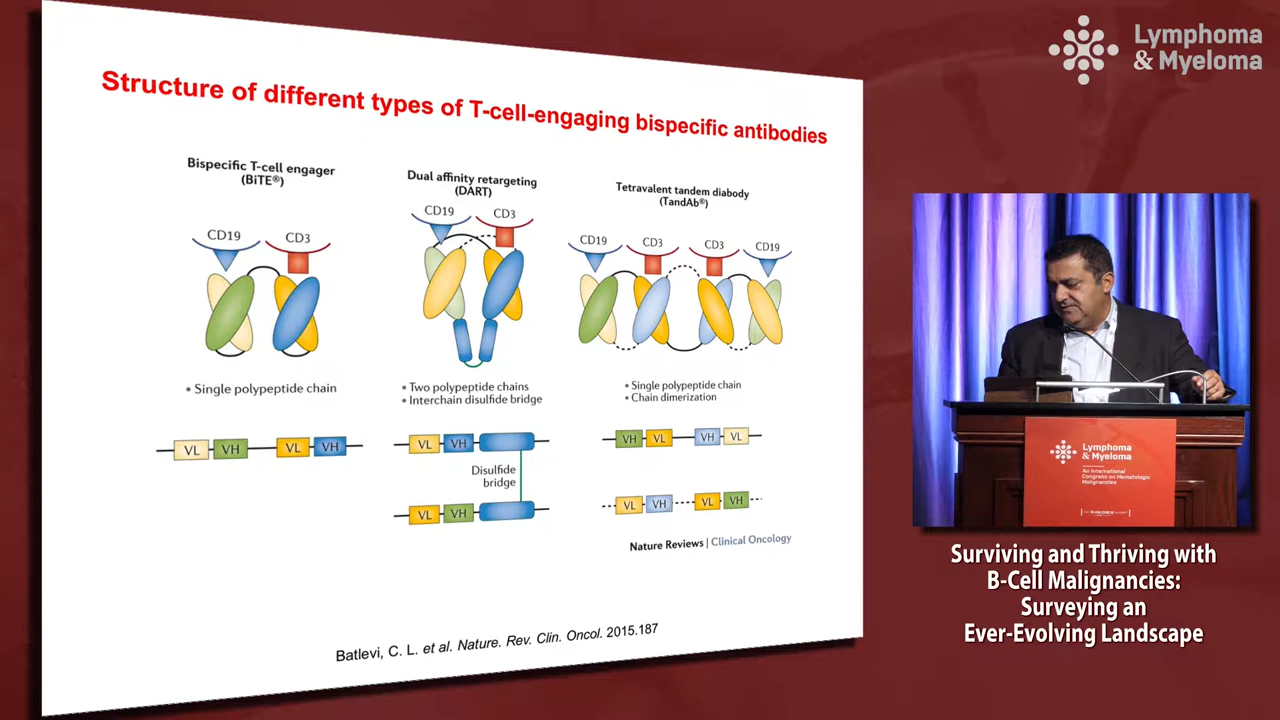 Structure of different types of T-cell-engaging bispecific antibodies
Bispecific T-cell engager
(BiTE®)
CD19
CD3
• Single polypeptide chain
VL
VH
VL
VH
Dual affinity retargeting
(DART)
CD19
CD3
• Two polypeptide chains
• Interchain disulfide bridge
VL
VH
Disulfide
bridge
VL
VH
Tetravalent tandem diabody
(TandAb®)
CD19
CD3
CD3
CD19
• Single polypeptide chain
• Chain dimerization
VH
VL
VH
VL
VL
VH
VL
VH
Nature Reviews | Clinical Oncology
Batlevi, C. L. et al. Nature. Rev. Clin. Oncol. 2015.187
Lymphoma
& Myeloma
Lymphoma
& Myeloma
An International
Congress on Hematologic
Malignancies
Surviving and Thriving with
B-Cell Malignancies:
Surveying an
Ever-Evolving Landscape